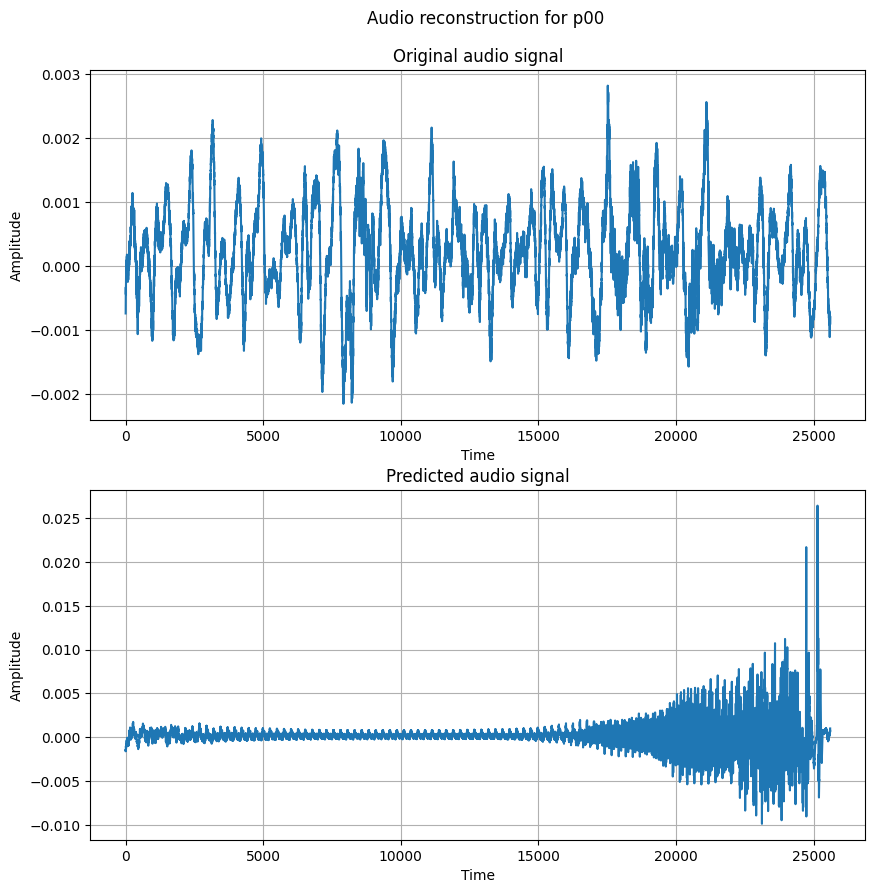 Audio reconstruction for p00
Original audio signal
0.003
0.002
0.001
0.000
−0.001
−0.002
Amplitude
0 5000 10000 15000 20000 25000
Time
Predicted audio signal
0.025
0.020
0.015
0.010
0.005
0.000
−0.005
−0.010
Amplitude
0 5000 10000 15000 20000 25000
Time